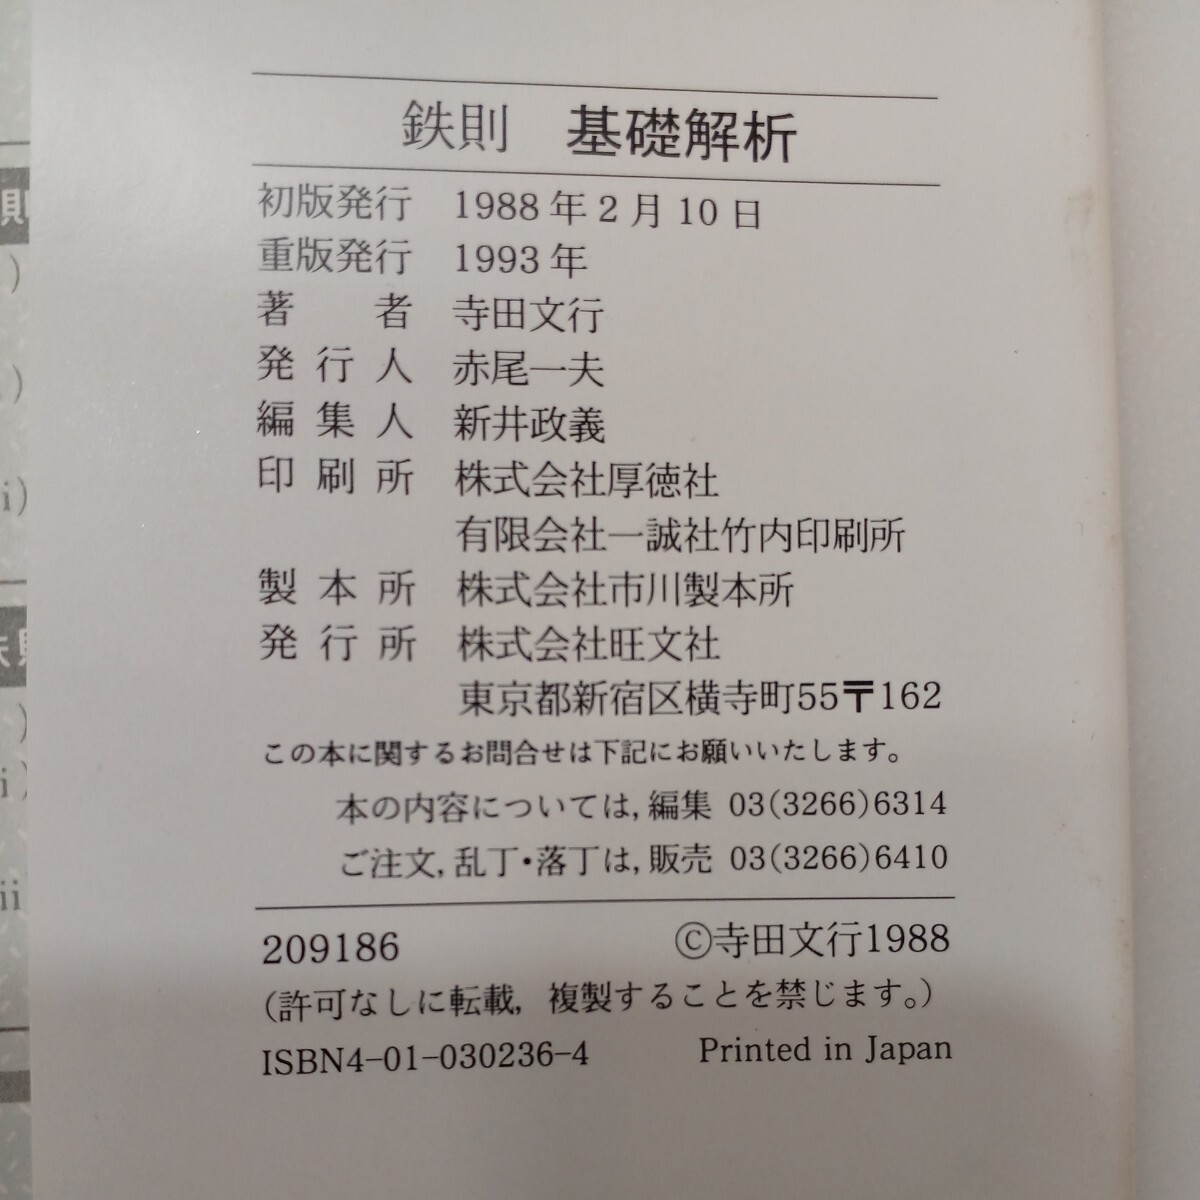 鉄則　基礎解析
初版発行　1988年2月10日
重版発行　1993年
著者　寺田文行
発行人　赤尾一夫
編集人　新井政義
印刷所　株式会社厚徳社
有限会社一誠社竹内印刷所
製本所　株式会社市川製本所
発行所　株式会社旺文社
東京都新宿区横寺町55〒162
この本に関するお問合せは下記にお願いいたします。
本の内容については,編集 03(3266)6314
ご注文,乱丁・落丁は,販売 03(3266)6410
209186　©寺田文行1988
(許可なしに転載, 複製することを禁じます。)
ISBN4-01-030236-4　Printed in Japan